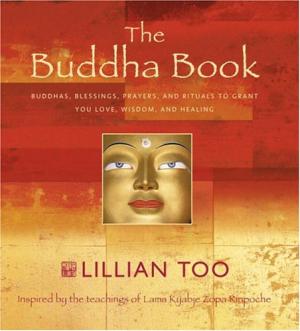 The
Buddha Book
BUDDHAS, BLESSINGS, PRAYERS, AND RITUALS TO GRANT
YOU LOVE, WISDOM, AND HEALING
LILLIAN TOO
Inspired by the teachings of Lama Kyabje Zopa Rinpoche